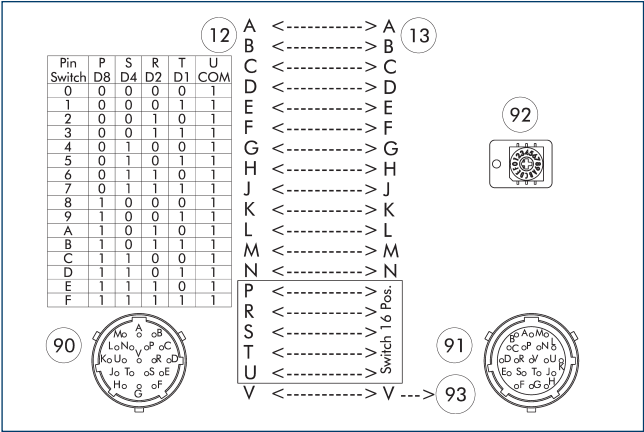 12 A <-------------> A 13
B <-------------> B
C <-------------> C
D <-------------> D
E <-------------> E
F <-------------> F
G <-------------> G
H <-------------> H
J <-------------> J
K <-------------> K
L <-------------> L
M <-------------> M
N <-------------> N
P <------------->
R <------------->
S <------------->
T <------------->
U <------------->
Switch 16 Pos.
V <-------------> V ---> 93
Pin P S R T U
Switch D8 D4 D2 D1 COM
0 0 0 0 0 1
1 0 0 0 1 1
2 0 0 1 0 1
3 0 0 1 1 1
4 0 1 0 0 1
5 0 1 0 1 1
6 0 1 1 0 1
7 0 1 1 1 1
8 1 0 0 0 1
9 1 0 0 1 1
A 1 0 1 0 1
B 1 0 1 1 1
C 1 1 0 0 1
D 1 1 0 1 1
E 1 1 1 0 1
F 1 1 1 1 1
92
90
A
M B
L N P C
V
K U R D
J T S E
H F
G
91
B A M
C P N L
D R V U K
E S T J
F G H